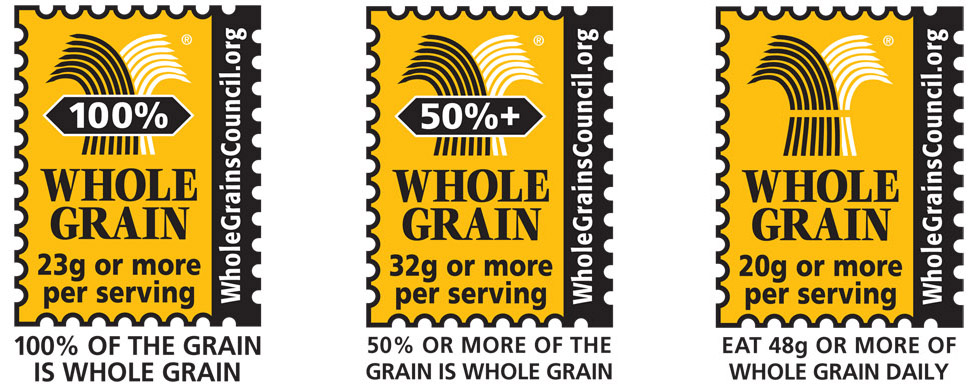 ®
100%
WHOLE
GRAIN
23g or more
per serving
WholeGrainsCouncil.org
100% OF THE GRAIN
IS WHOLE GRAIN
®
50%+
WHOLE
GRAIN
32g or more
per serving
WholeGrainsCouncil.org
50% OR MORE OF THE
GRAIN IS WHOLE GRAIN
®
WHOLE
GRAIN
20g or more
per serving
WholeGrainsCouncil.org
EAT 48g OR MORE OF
WHOLE GRAIN DAILY